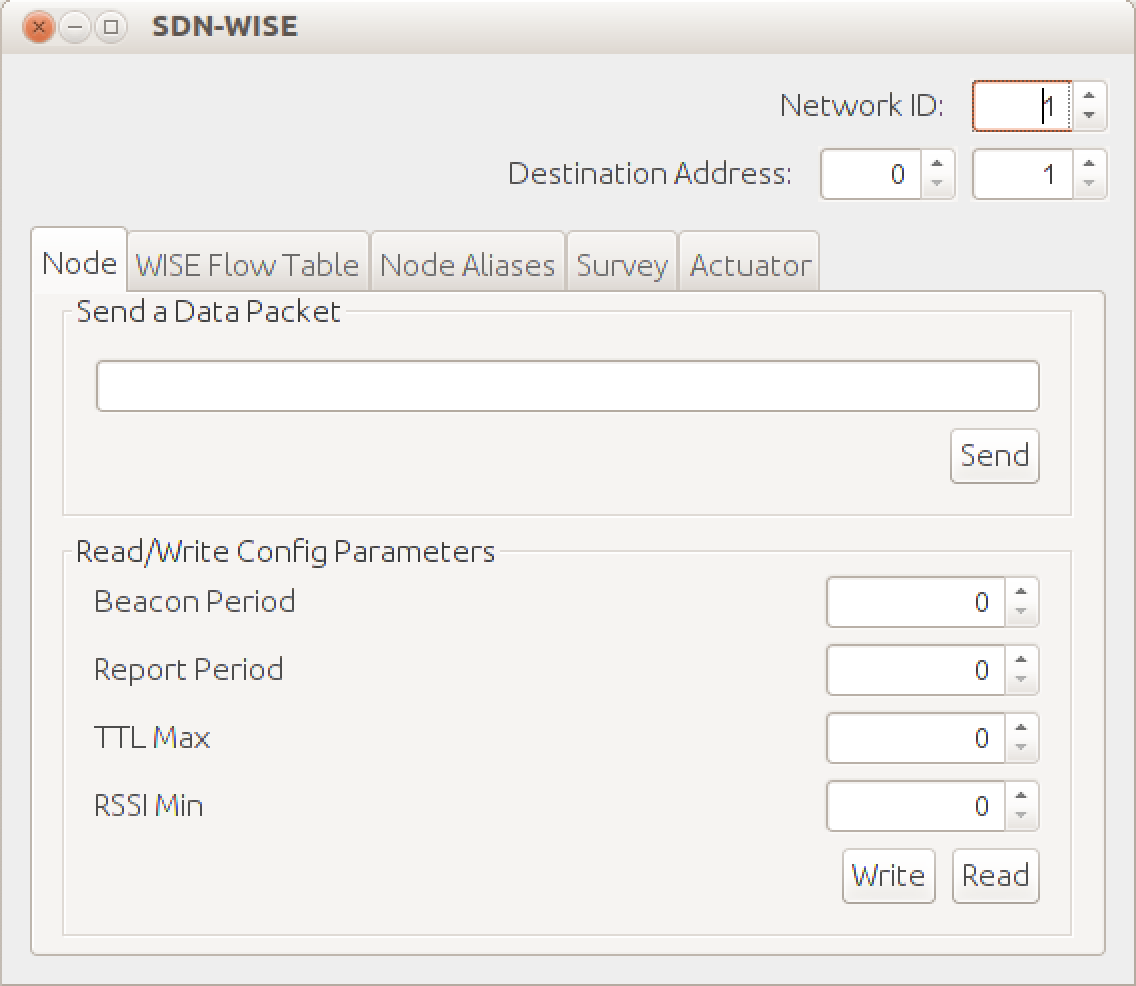 SDN-WISE
Network ID: 1
Destination Address: 0 1
Node WISE Flow Table Node Aliases Survey Actuator
Send a Data Packet
Send
Read/Write Config Parameters
Beacon Period 0
Report Period 0
TTL Max 0
RSSI Min 0
Write Read